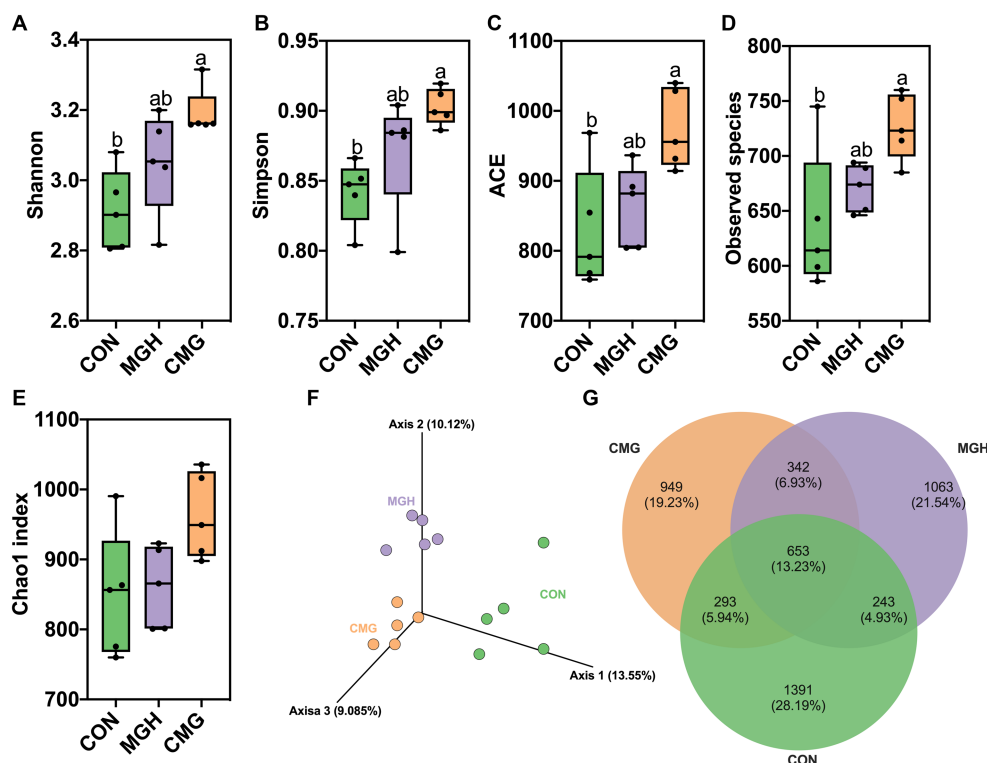 A
Shannon
3.4
3.2
3.0
2.8
2.6
b
ab
a
CON
MGH
CMG
B
Simpson
0.95
0.90
0.85
0.80
0.75
b
ab
a
CON
MGH
CMG
C
ACE
1100
1000
900
800
700
b
ab
a
CON
MGH
CMG
D
Observed species
800
750
700
650
600
550
b
ab
a
CON
MGH
CMG
E
Chao1 index
1100
1000
900
800
700
CON
MGH
CMG
F
Axis 2 (10.12%)
MGH
CON
CMG
Axis 1 (13.55%)
Axisa 3 (9.085%)
G
CMG
MGH
342
(6.93%)
949
(19.23%)
1063
(21.54%)
653
(13.23%)
293
(5.94%)
243
(4.93%)
1391
(28.19%)
CON